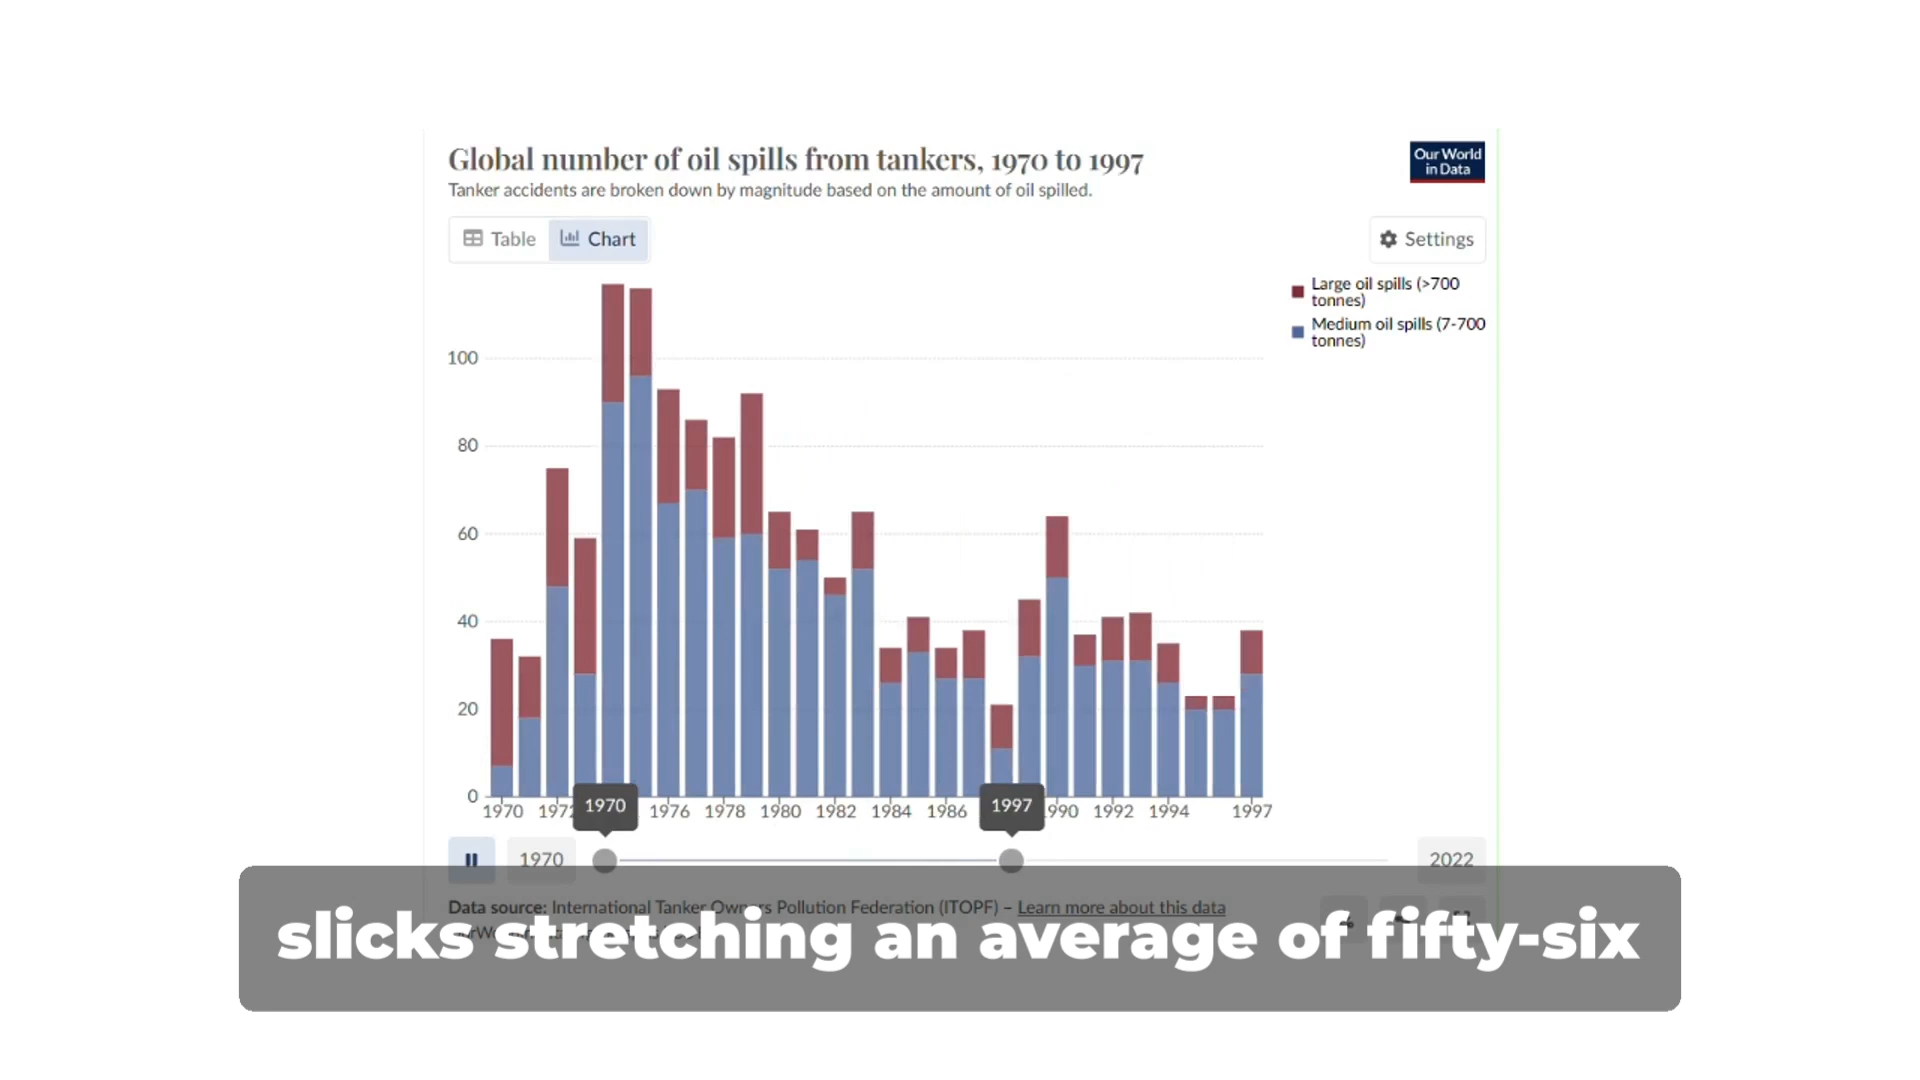 Global number of oil spills from tankers, 1970 to 1997
Our World
in Data
Tanker accidents are broken down by magnitude based on the amount of oil spilled.
Table
Chart
Settings
Large oil spills (>700
tonnes)
Medium oil spills (7-700
tonnes)
100
80
60
40
20
0
1970
1970
1976
1978
1980
1982
1984
1986
1997
1992
1994
1997
1970
2022
Data source: International Tanker Owners Pollution Federation (ITOPF) – Learn more about this data
slicks stretching an average of fifty-six